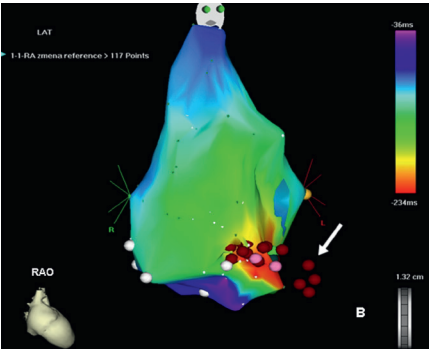 LAT
-36ms
1-1-RA zmena reference > 117 Points
R
L
-234ms
RAO
1.32 cm
B